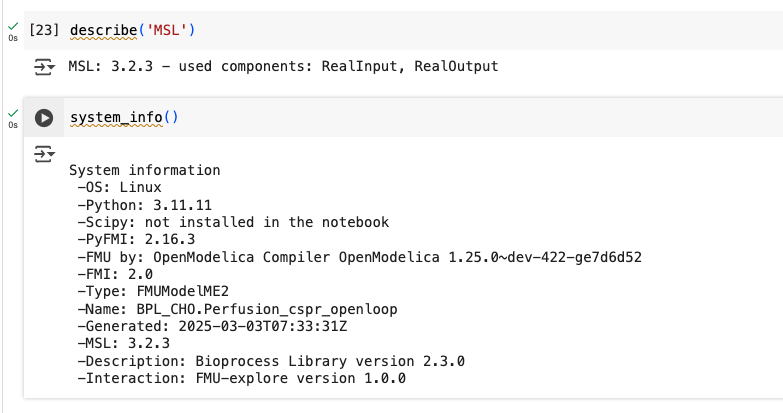 [23] describe('MSL')
0s
MSL: 3.2.3 – used components: RealInput, RealOutput
system_info()
0s
System information
-OS: Linux
-Python: 3.11.11
-Scipy: not installed in the notebook
-PyFMI: 2.16.3
-FMU by: OpenModelica Compiler OpenModelica 1.25.0~dev-422-ge7d6d52
-FMI: 2.0
-Type: FMUModelME2
-Name: BPL_CHO.Perfusion_cspr_openloop
-Generated: 2025-03-03T07:33:31Z
-MSL: 3.2.3
-Description: Bioprocess Library version 2.3.0
-Interaction: FMU-explore version 1.0.0